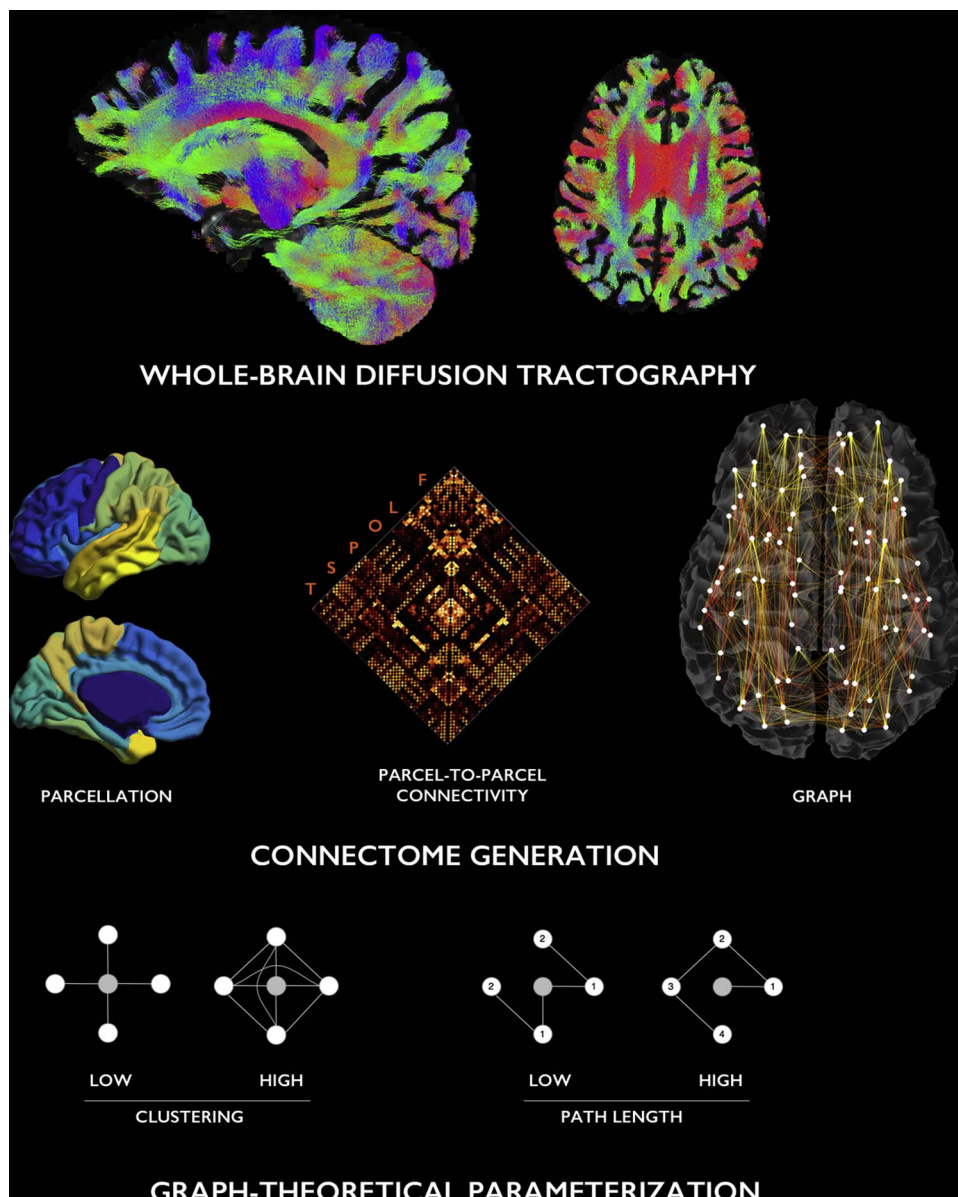 WHOLE-BRAIN DIFFUSION TRACTOGRAPHY
F
L
O
P
S
T
PARCELLATION
PARCEL-TO-PARCEL
CONNECTIVITY
GRAPH
CONNECTOME GENERATION
2
2
1
1
2
3
1
4
LOW
HIGH
LOW
HIGH
CLUSTERING
PATH LENGTH
GRAPH-THEORETICAL PARAMETERIZATION